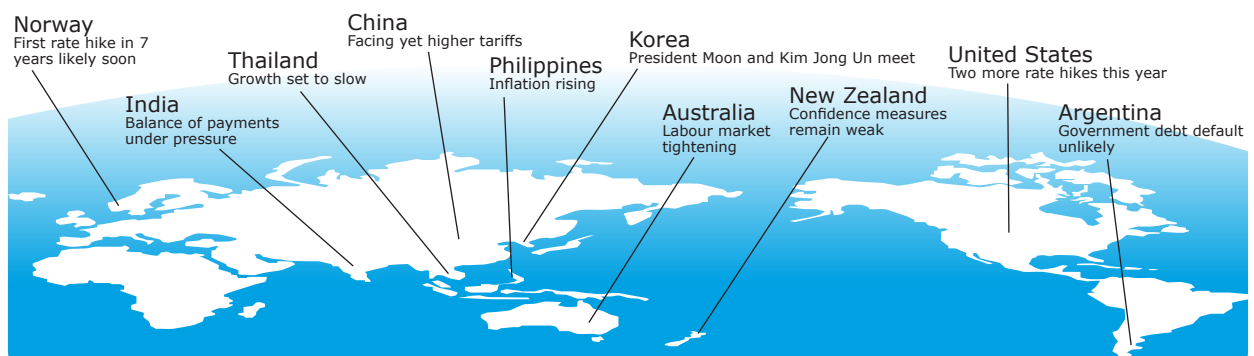 Norway
First rate hike in 7
years likely soon
Thailand
Growth set to slow
India
Balance of payments
under pressure
China
Facing yet higher tariffs
Philippines
Inflation rising
Korea
President Moon and Kim Jong Un meet
Australia
Labour market
tightening
New Zealand
Confidence measures
remain weak
United States
Two more rate hikes this year
Argentina
Government debt default
unlikely